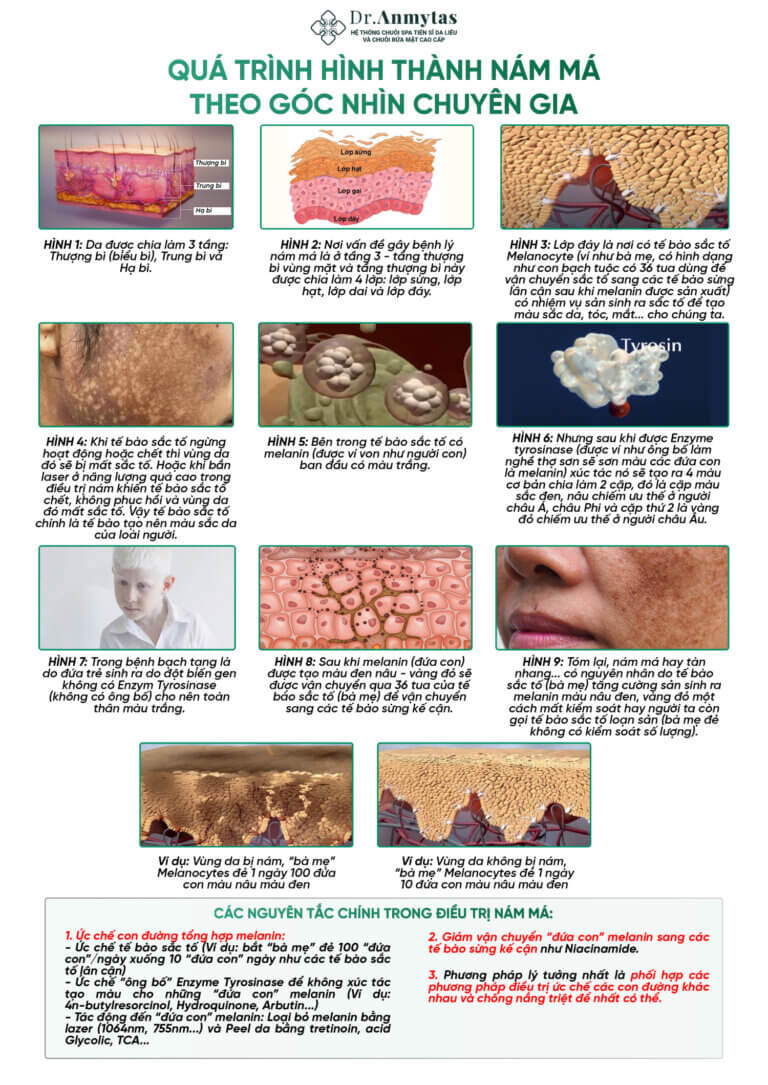 Dr.Anmytas
HỆ THỐNG CHUỖI SPA TIẾN SĨ DA LIỄU
VÀ CHUỖI RỬA MẶT CAO CẤP
QUÁ TRÌNH HÌNH THÀNH NÁM MÁ
THEO GÓC NHÌN CHUYÊN GIA
Thượng bì
Trung bì
Hạ bì
HÌNH 1: Da được chia làm 3 tầng:
Thượng bì (biểu bì), Trung bì và
Hạ bì.
Lớp sừng
Lớp hạt
Lớp gai
Lớp đáy
HÌNH 2: Nơi vấn đề gây bệnh lý
nám má là ở tầng 3 - tầng thượng
bì vùng mặt và tầng thượng bì này
được chia làm 4 lớp: lớp sừng, lớp
hạt, lớp dai và lớp đáy.
HÌNH 3: Lớp đáy là nơi có tế bào sắc tố
Melanocyte (ví như bà mẹ, có hình dạng
như con bạch tuộc có 36 tua dùng để
vận chuyển sắc tố sang các tế bào sừng
lân cận sau khi melanin được sản xuất)
có nhiệm vụ sản sinh ra sắc tố để tạo
màu sắc da, tóc, mắt... cho chúng ta.
HÌNH 4: Khi tế bào sắc tố ngừng
hoạt động hoặc chết thì vùng da
đó sẽ bị mất sắc tố. Hoặc khi bắn
laser ở năng lượng quá cao trong
điều trị nám khiến tế bào sắc tố
chết, không phục hồi và vùng da
đó mất sắc tố. Vậy tế bào sắc tố
chính là tế bào tạo nên màu sắc da
của loài người.
HÌNH 5: Bên trong tế bào sắc tố có
melanin (được ví von như người con)
ban đầu có màu trắng.
Tyrosin
HÌNH 6: Nhưng sau khi được Enzyme
tyrosinase (được ví như ông bố làm
nghề thợ sơn sẽ sơn màu các đứa con
là melanin) xúc tác nó sẽ tạo ra 4 màu
cơ bản chia làm 2 cặp, đó là cặp màu
sắc đen, nâu chiếm ưu thế ở người
châu Á, châu Phi và cặp thứ 2 là vàng
đỏ chiếm ưu thế ở người châu Âu.
HÌNH 7: Trong bệnh bạch tạng là
do đứa trẻ sinh ra do đột biến gen
không có Enzym Tyrosinase
(không có ông bố) cho nên toàn
thân màu trắng.
HÌNH 8: Sau khi melanin (đứa con)
được tạo màu đen nâu - vàng đỏ sẽ
được vận chuyển qua 36 tua của tế
bào sắc tố (bà mẹ) để vận chuyển
sang các tế bào sừng kế cận.
HÌNH 9: Tóm lại, nám má hay tàn
nhang... có nguyên nhân do tế bào
sắc tố (bà mẹ) tăng cường sản sinh ra
melanin màu nâu đen, vàng đỏ một
cách mất kiểm soát hay người ta còn
gọi tế bào sắc tố loạn sản (bà mẹ đẻ
không có kiểm soát số lượng).
Ví dụ: Vùng da bị nám, "bà mẹ"
Melanocytes đẻ 1 ngày 100 đứa
con màu nâu màu đen
Ví dụ: Vùng da không bị nám,
"bà mẹ" Melanocytes đẻ 1 ngày
10 đứa con màu nâu màu đen
CÁC NGUYÊN TẮC CHÍNH TRONG ĐIỀU TRỊ NÁM MÁ:
1. Ức chế con đường tổng hợp melanin:
- Ức chế tế bào sắc tố (Ví dụ: bắt "bà mẹ" đẻ 100 "đứa
con"/ngày xuống 10 "đứa con" ngày như các tế bào sắc
tố lân cận)
- Ức chế "ông bố" Enzyme Tyrosinase để không xúc tác
tạo màu cho những "đứa con" melanin (Ví dụ:
4n-butylresorcinol, Hydroquinone, Arbutin...)
- Tác động đến "đứa con" melanin: Loại bỏ melanin bằng
lazer (1064nm, 755nm...) và Peel da bằng tretinoin, acid
Glycolic, TCA...
2. Giảm vận chuyển "đứa con" melanin sang các
tế bào sừng kế cận như Niacinamide.
3. Phương pháp lý tưởng nhất là phối hợp các
phương pháp điều trị ức chế các con đường khác
nhau và chống nắng triệt để nhất có thể.